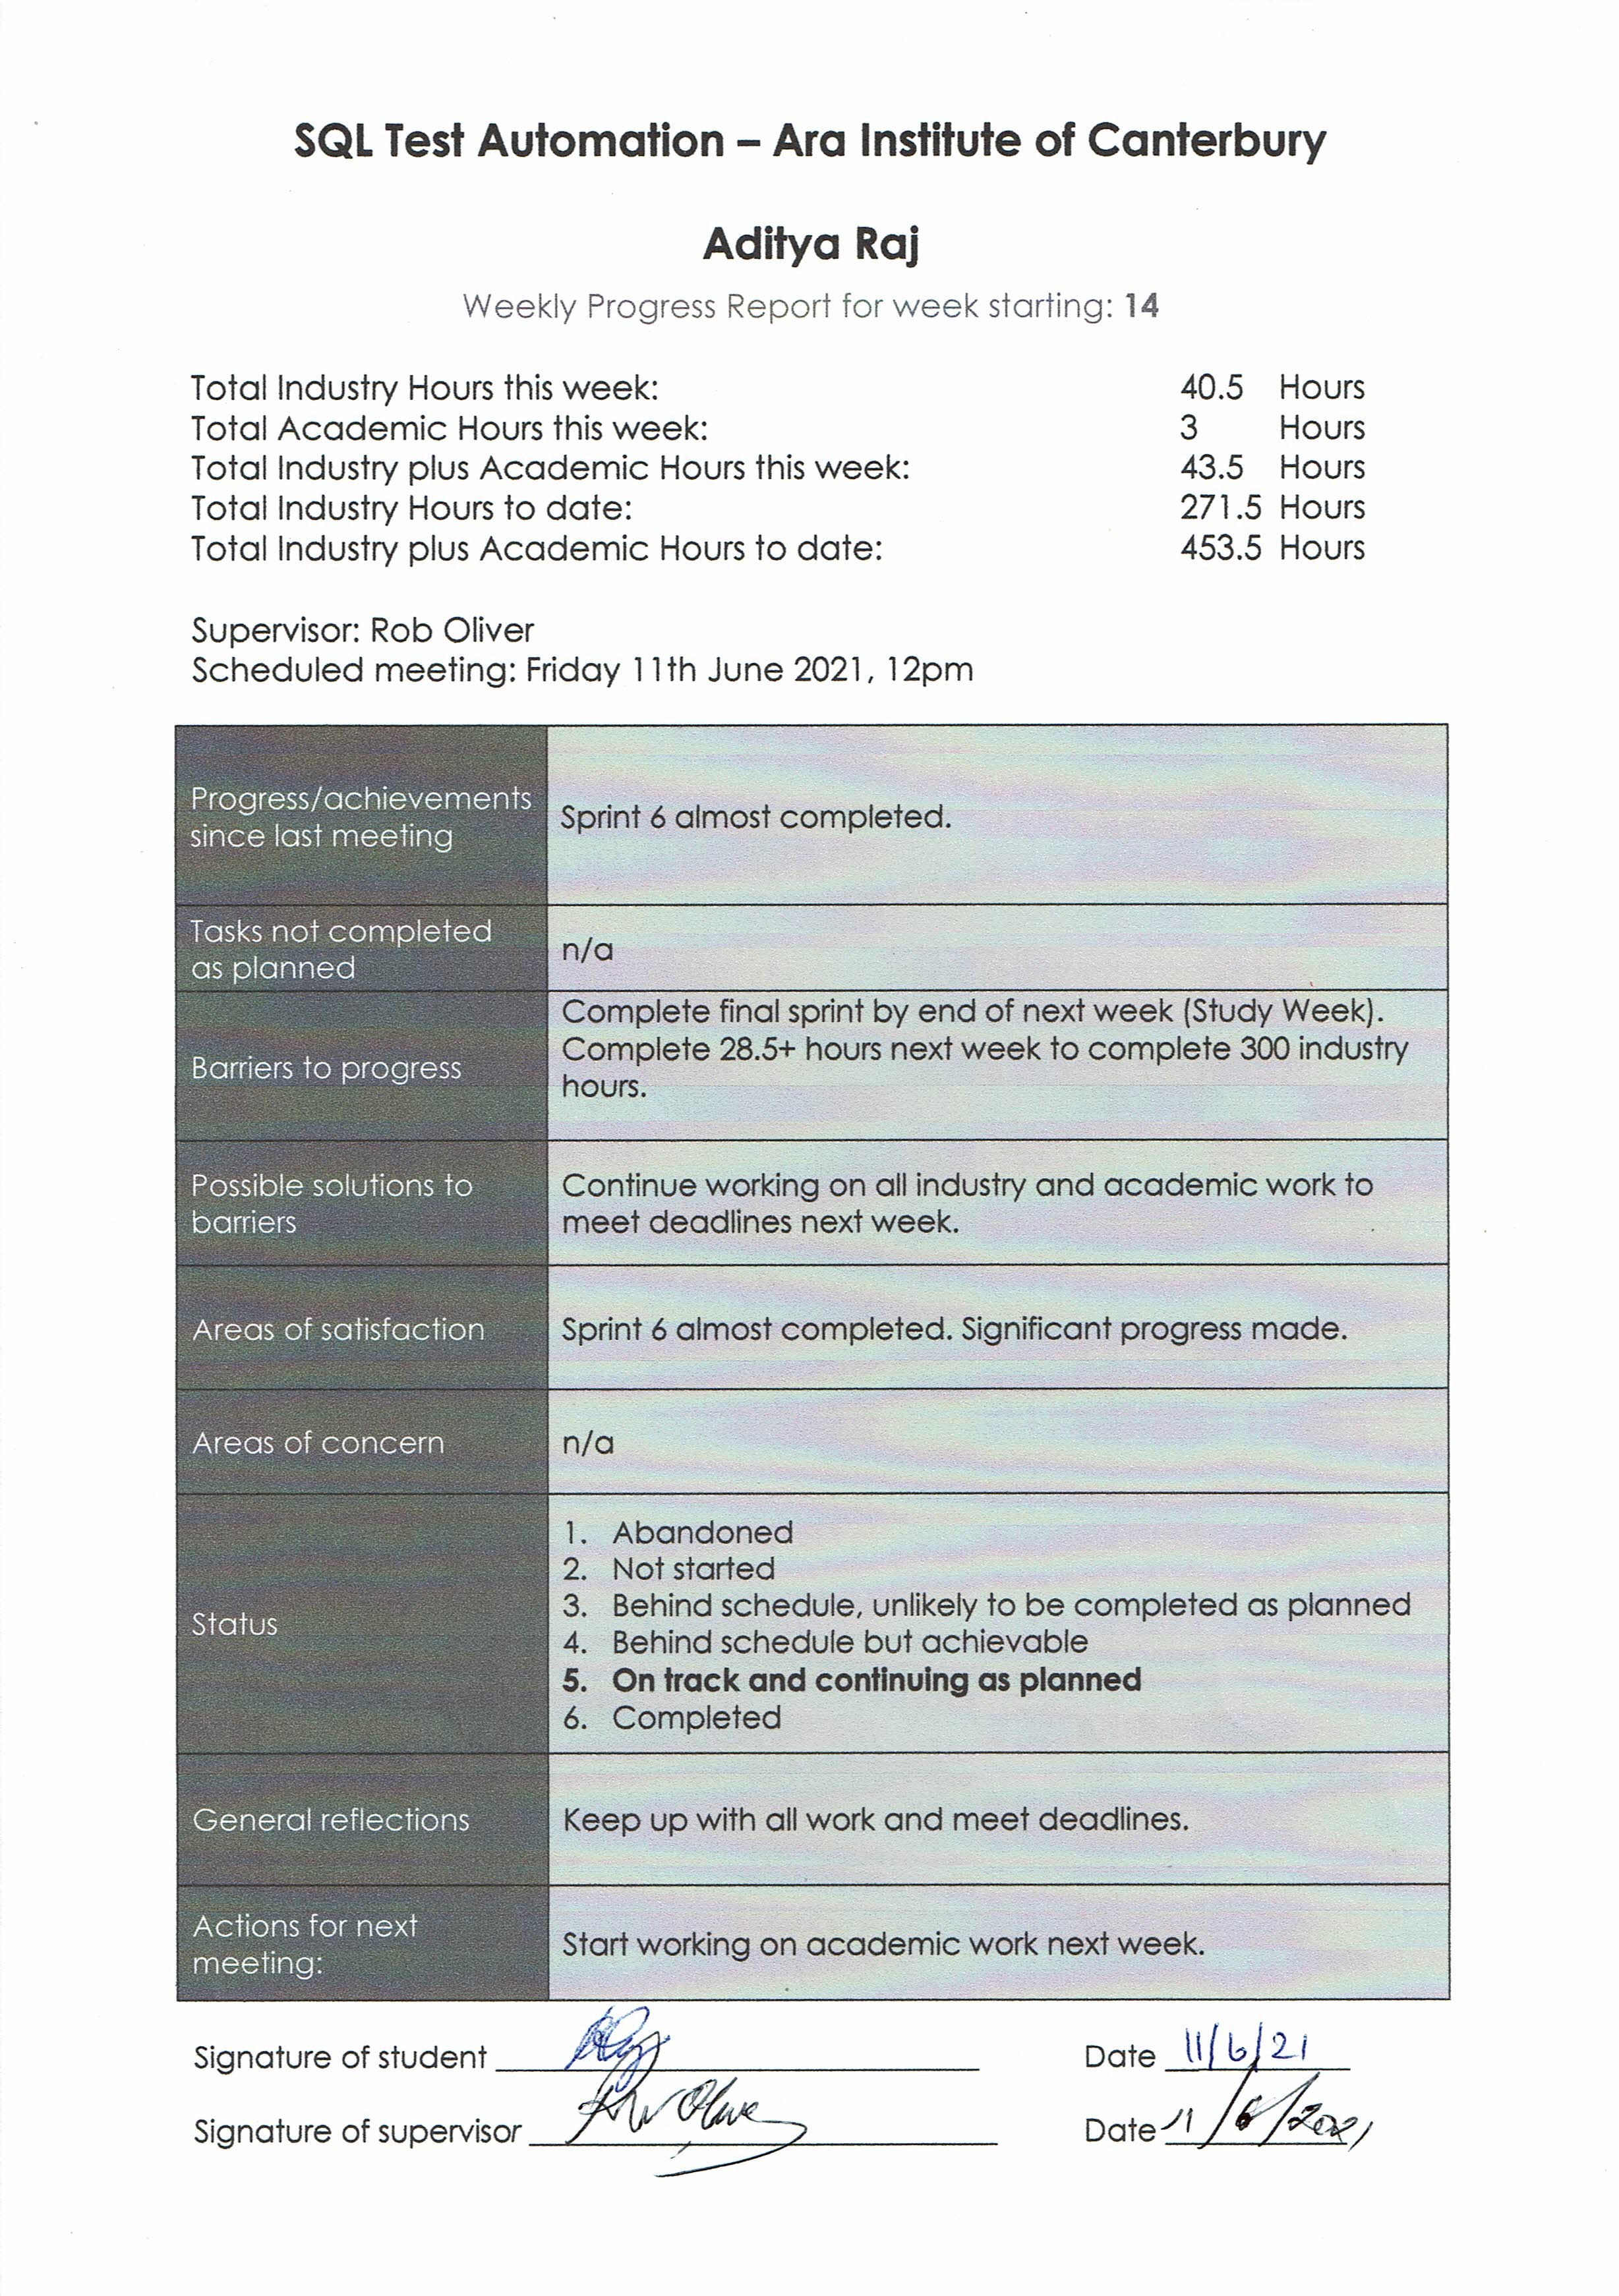 SQL Test Automation – Ara Institute of Canterbury
Aditya Raj
Weekly Progress Report for week starting: 14
Total Industry Hours this week: 40.5 Hours
Total Academic Hours this week: 3 Hours
Total Industry plus Academic Hours this week: 43.5 Hours
Total Industry Hours to date: 271.5 Hours
Total Industry plus Academic Hours to date: 453.5 Hours
Supervisor: Rob Oliver
Scheduled meeting: Friday 11th June 2021, 12pm
Progress/achievements
since last meeting
Sprint 6 almost completed.
Tasks not completed
as planned
n/a
Barriers to progress
Complete final sprint by end of next week (Study Week).
Complete 28.5+ hours next week to complete 300 industry
hours.
Possible solutions to
barriers
Continue working on all industry and academic work to
meet deadlines next week.
Areas of satisfaction
Sprint 6 almost completed. Significant progress made.
Areas of concern
n/a
Status
1. Abandoned
2. Not started
3. Behind schedule, unlikely to be completed as planned
4. Behind schedule but achievable
5. On track and continuing as planned
6. Completed
General reflections
Keep up with all work and meet deadlines.
Actions for next
meeting:
Start working on academic work next week.
Signature of student Date 11/6/21
Signature of supervisor Date 11/6/2021